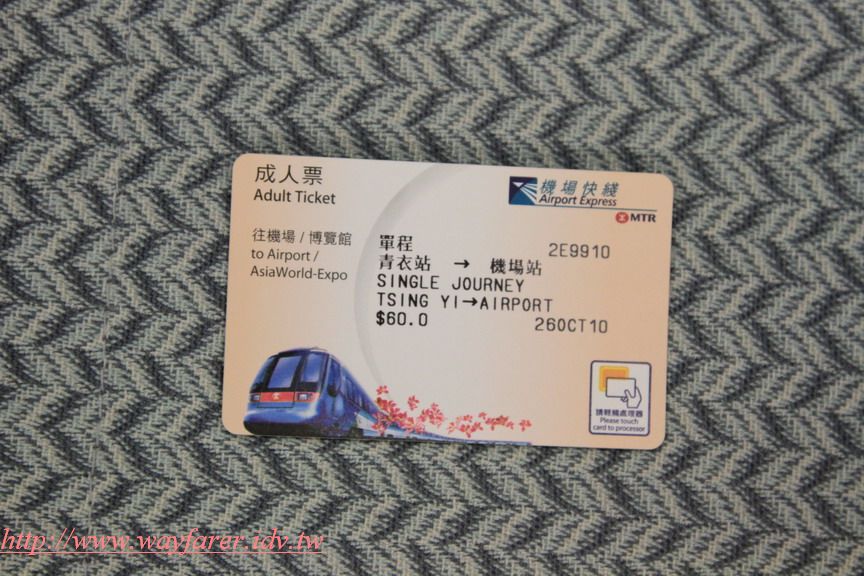 成人票
Adult Ticket
機場快綫
Airport Express
MTR
往機場 / 博覽館
to Airport /
AsiaWorld-Expo
單程 2E9910
青衣站 → 機場站
SINGLE JOURNEY
TSING YI→AIRPORT
$60.0 26OCT10
請輕觸處理器
Please touch
card to processor
http://www.wayfarer.idv.tw